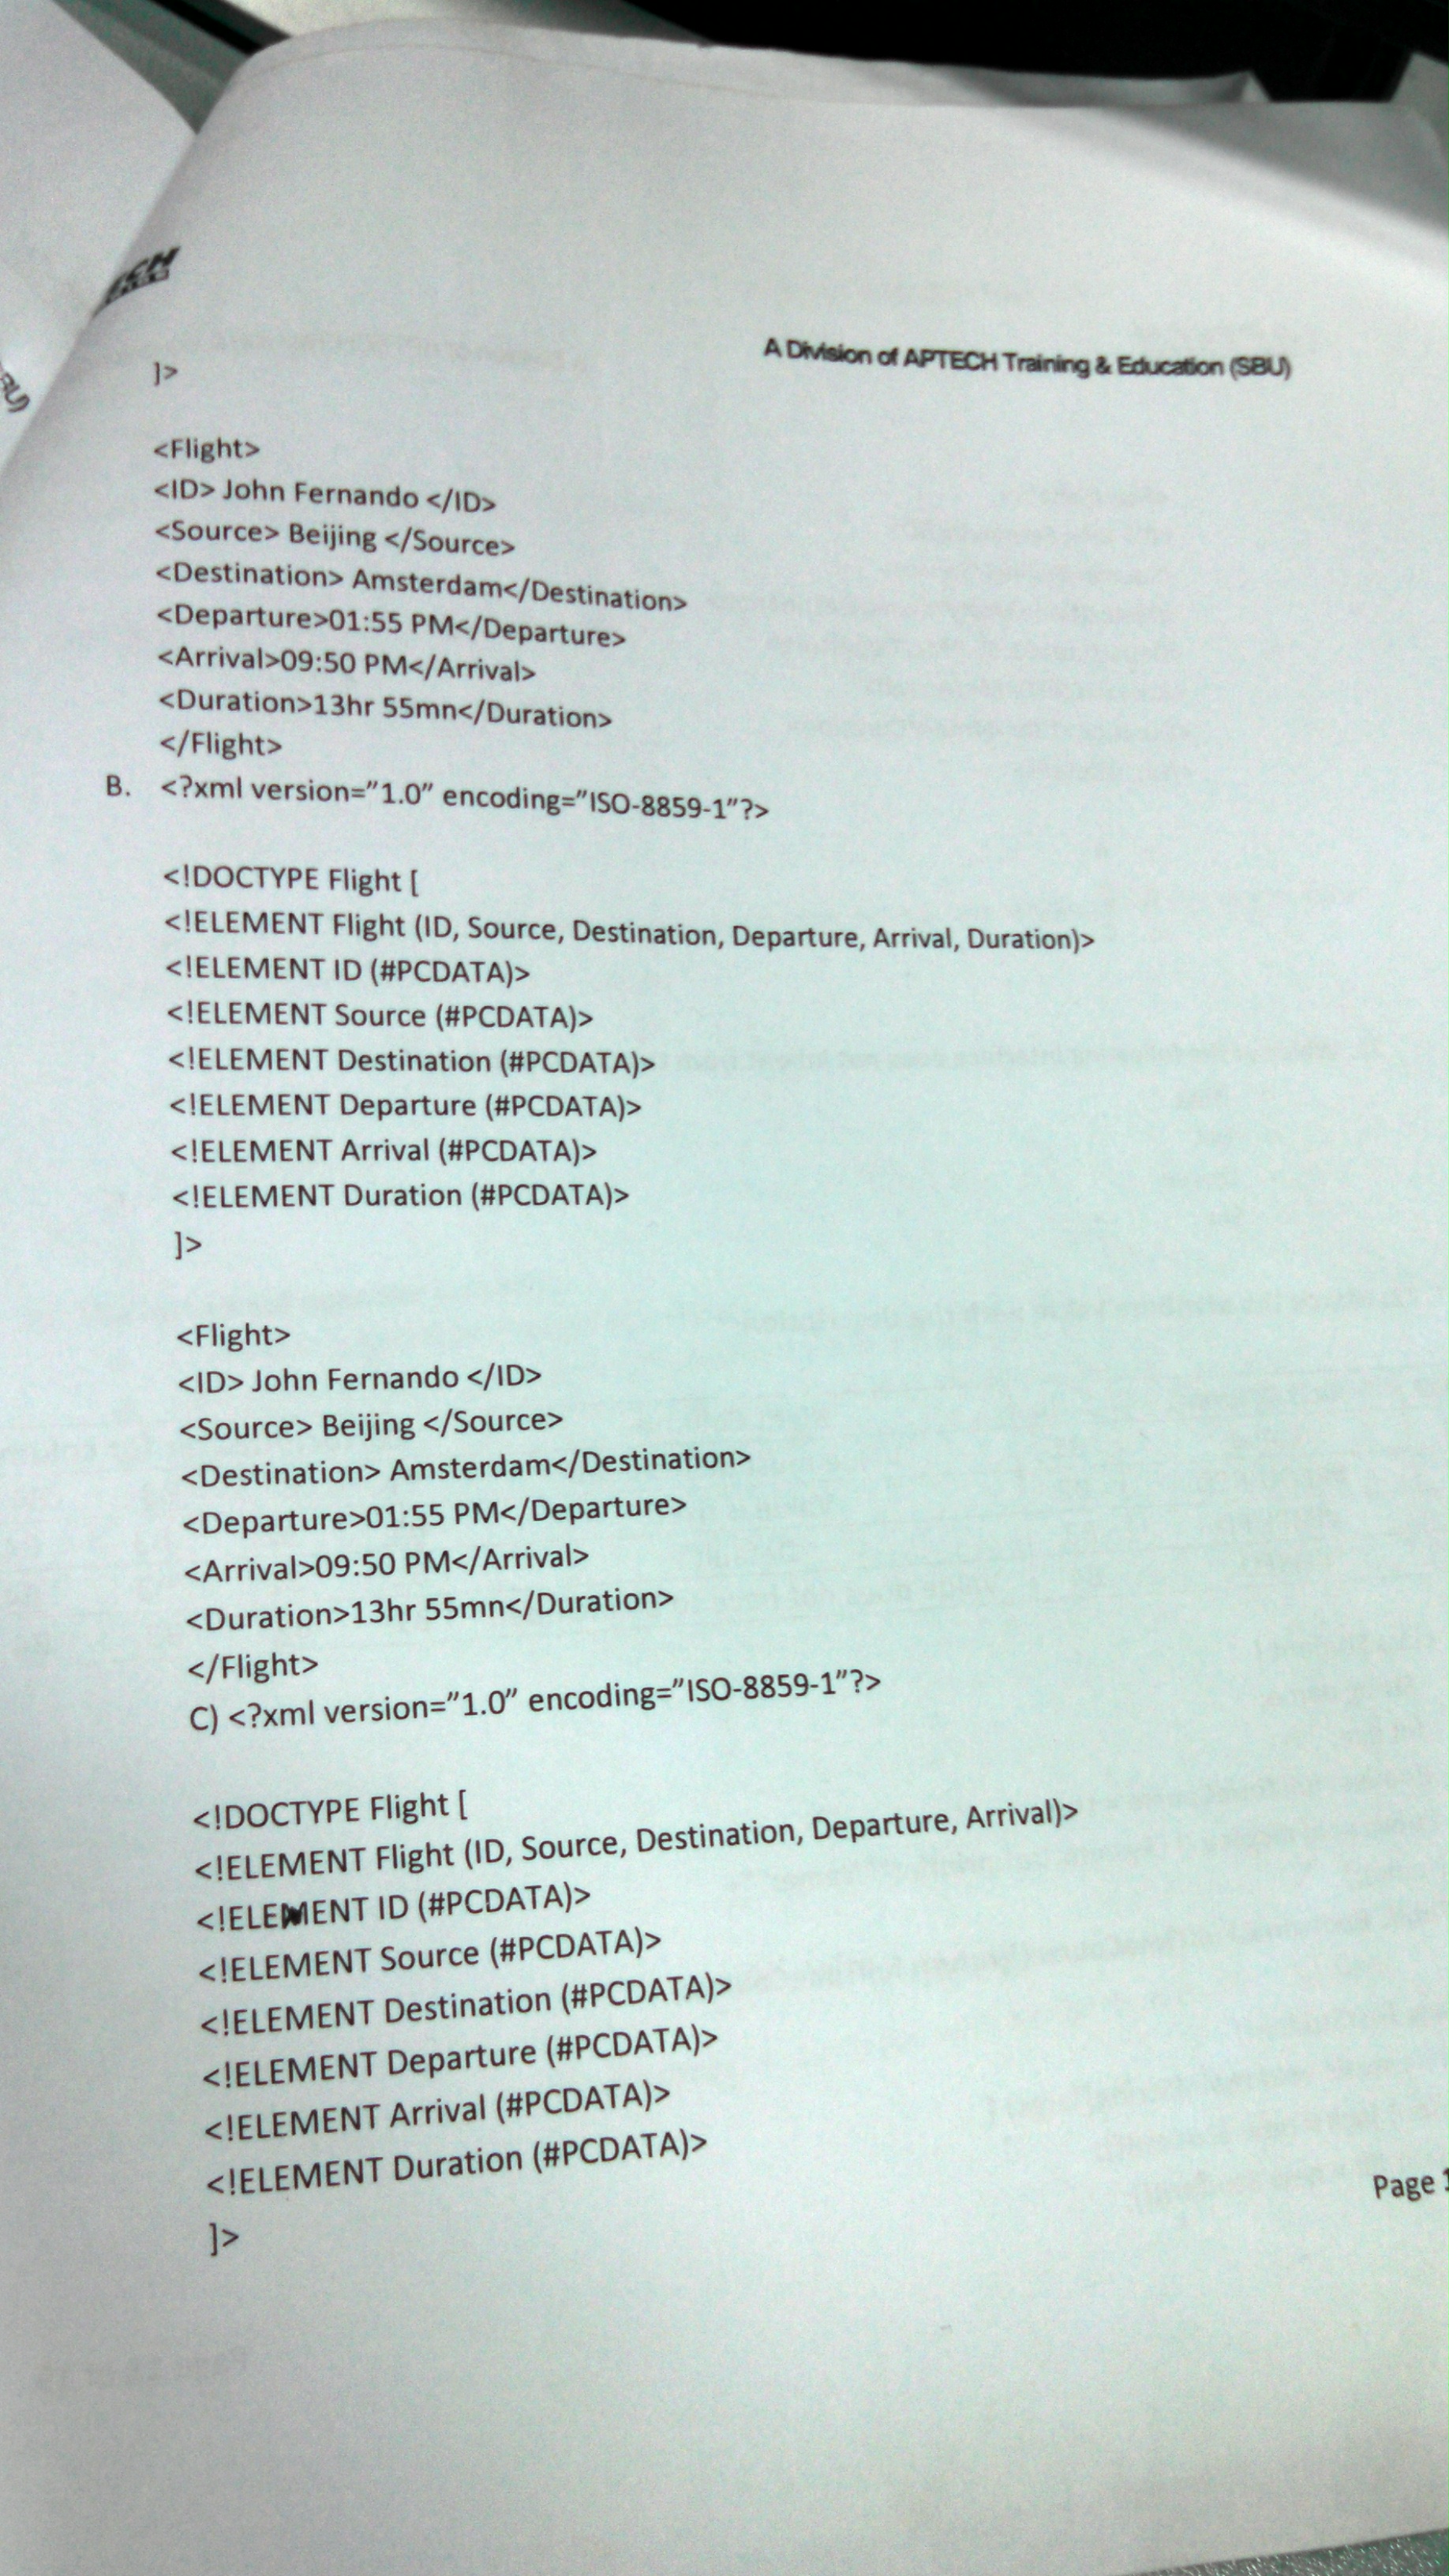 A Division of APTECH Training & Education (SBU)
]>
<Flight>
<ID> John Fernando </ID>
<Source> Beijing </Source>
<Destination> Amsterdam</Destination>
<Departure>01:55 PM</Departure>
<Arrival>09:50 PM</Arrival>
<Duration>13hr 55mn</Duration>
</Flight>
B. <?xml version="1.0" encoding="ISO-8859-1"?>
<!DOCTYPE Flight [
<!ELEMENT Flight (ID, Source, Destination, Departure, Arrival, Duration)>
<!ELEMENT ID (#PCDATA)>
<!ELEMENT Source (#PCDATA)>
<!ELEMENT Destination (#PCDATA)>
<!ELEMENT Departure (#PCDATA)>
<!ELEMENT Arrival (#PCDATA)>
<!ELEMENT Duration (#PCDATA)>
]>
<Flight>
<ID> John Fernando </ID>
<Source> Beijing </Source>
<Destination> Amsterdam</Destination>
<Departure>01:55 PM</Departure>
<Arrival>09:50 PM</Arrival>
<Duration>13hr 55mn</Duration>
</Flight>
C) <?xml version="1.0" encoding="ISO-8859-1"?>
<!DOCTYPE Flight [
<!ELEMENT Flight (ID, Source, Destination, Departure, Arrival)>
<!ELEMENT ID (#PCDATA)>
<!ELEMENT Source (#PCDATA)>
<!ELEMENT Destination (#PCDATA)>
<!ELEMENT Departure (#PCDATA)>
<!ELEMENT Arrival (#PCDATA)>
<!ELEMENT Duration (#PCDATA)>
]>
Page 1